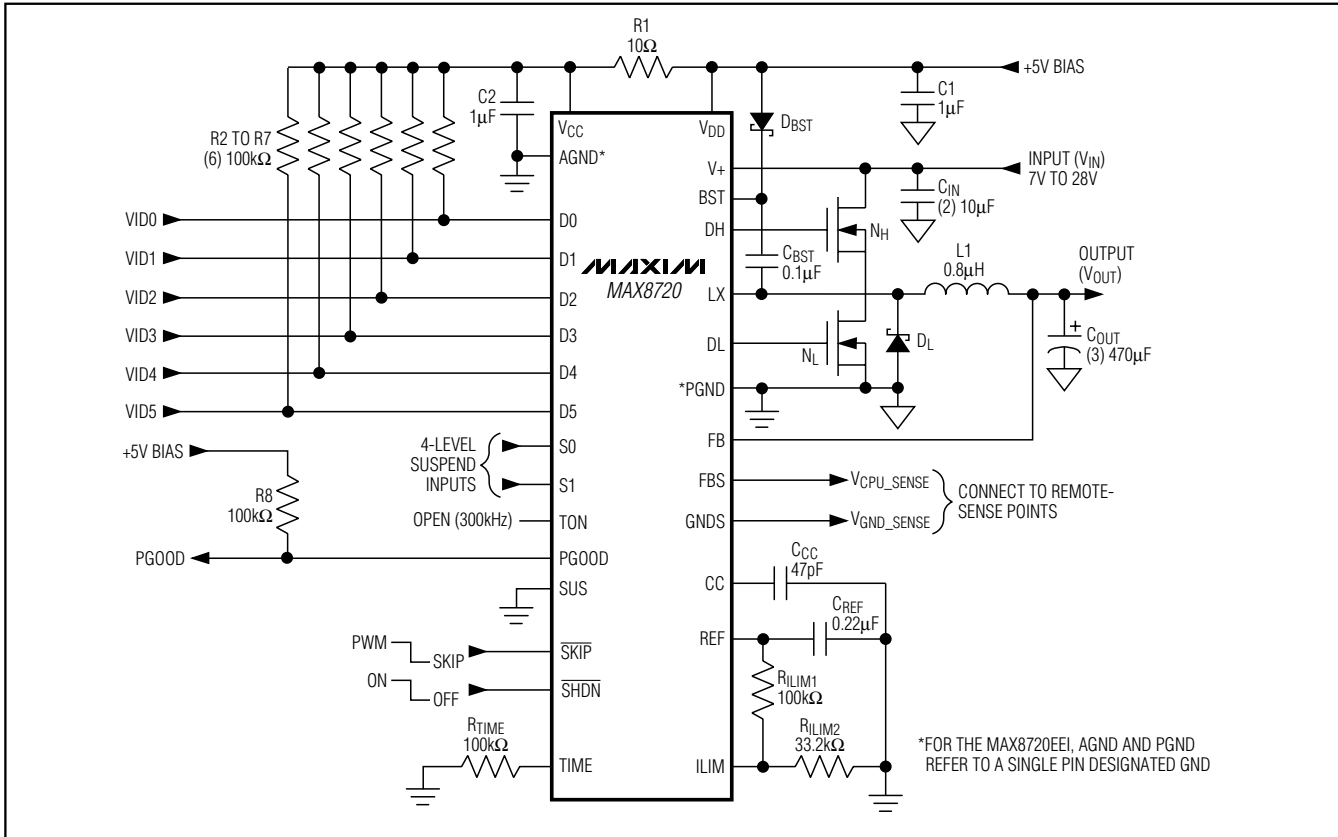 R1
10Ω
+5V BIAS
C2
1µF
C1
1µF
DBST
VCC
VDD
R2 TO R7
(6) 100kΩ
AGND*
V+
INPUT (VIN)
7V TO 28V
BST
CIN
(2) 10µF
VID0
D0
DH
NH
VID1
D1
MAXIM
MAX8720
CBST
0.1µF
L1
0.8µH
OUTPUT
(VOUT)
VID2
D2
LX
VID3
D3
DL
NL
DL
COUT
(3) 470µF
+
VID4
D4
*PGND
VID5
D5
FB
+5V BIAS
4-LEVEL
SUSPEND
INPUTS
S0
S1
FBS
VCPU_SENSE
GNDS
VGND_SENSE
CONNECT TO REMOTE-
SENSE POINTS
R8
100kΩ
OPEN (300kHz)
TON
PGOOD
PGOOD
CCC
47pF
CC
SUS
CREF
0.22µF
REF
PWM
SKIP
SKIP
ON
OFF
SHDN
RILIM1
100kΩ
RTIME
100kΩ
TIME
RILIM2
33.2kΩ
ILIM
*FOR THE MAX8720EEI, AGND AND PGND
REFER TO A SINGLE PIN DESIGNATED GND